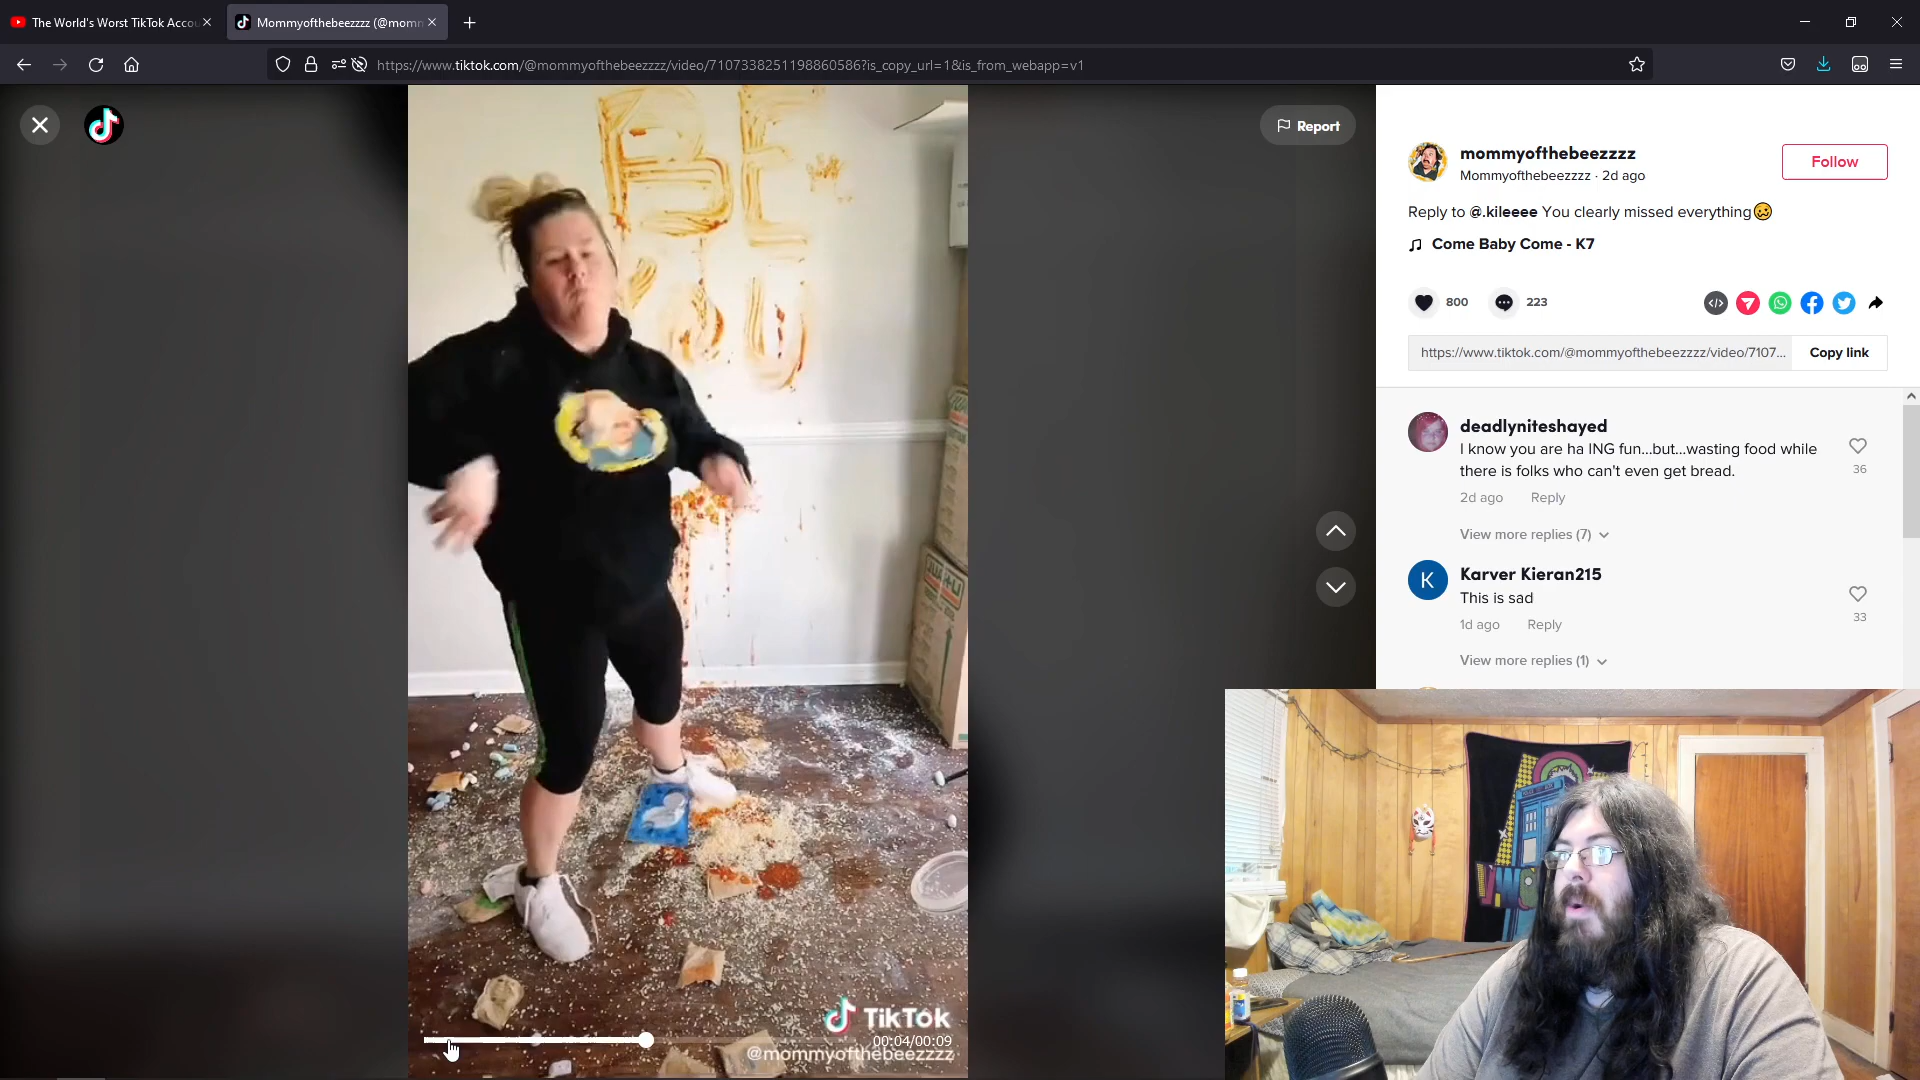 The World's Worst TikTok Accou
Mommyofthebeezzzz (@momm
https://www.tiktok.com/@mommyofthebeezzzz/video/7107338251198860586?is_copy_url=1&is_from_webapp=v1
Report
BE
YOU
TikTok
00:04/00:09
@mommyofthebeezzzz
mommyofthebeezzzz
Mommyofthebeezzzz · 2d ago
Follow
Reply to @.kileeee You clearly missed everything🥴
Come Baby Come - K7
800
223
https://www.tiktok.com/@mommyofthebeezzzz/video/7107...
Copy link
deadlyniteshayed
I know you are ha ING fun...but...wasting food while
there is folks who can't even get bread.
36
2d ago Reply
View more replies (7)
K
Karver Kieran215
This is sad
33
1d ago Reply
View more replies (1)